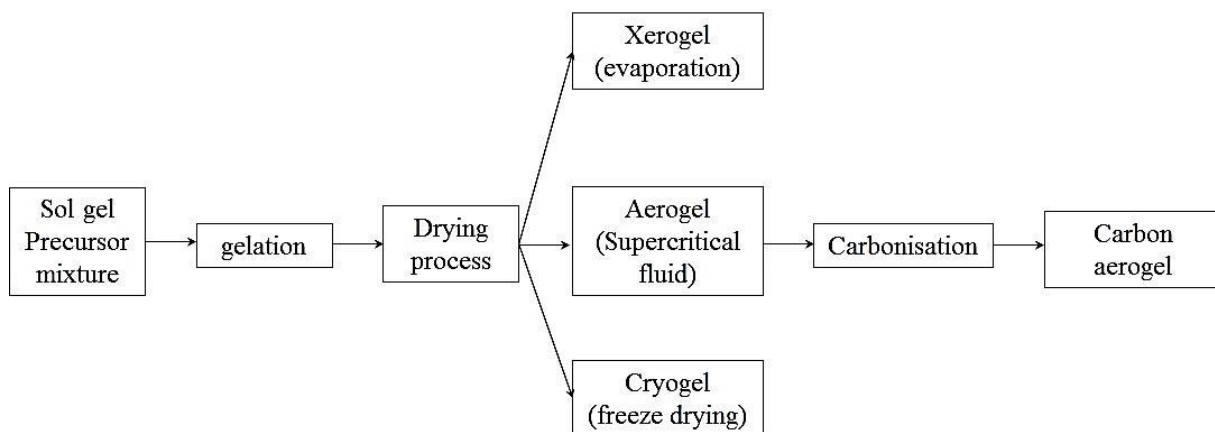 Sol gel
Precursor
mixture
gelation
Drying
process
Xerogel
(evaporation)
Aerogel
(Supercritical
fluid)
Cryogel
(freeze drying)
Carbonisation
Carbon
aerogel